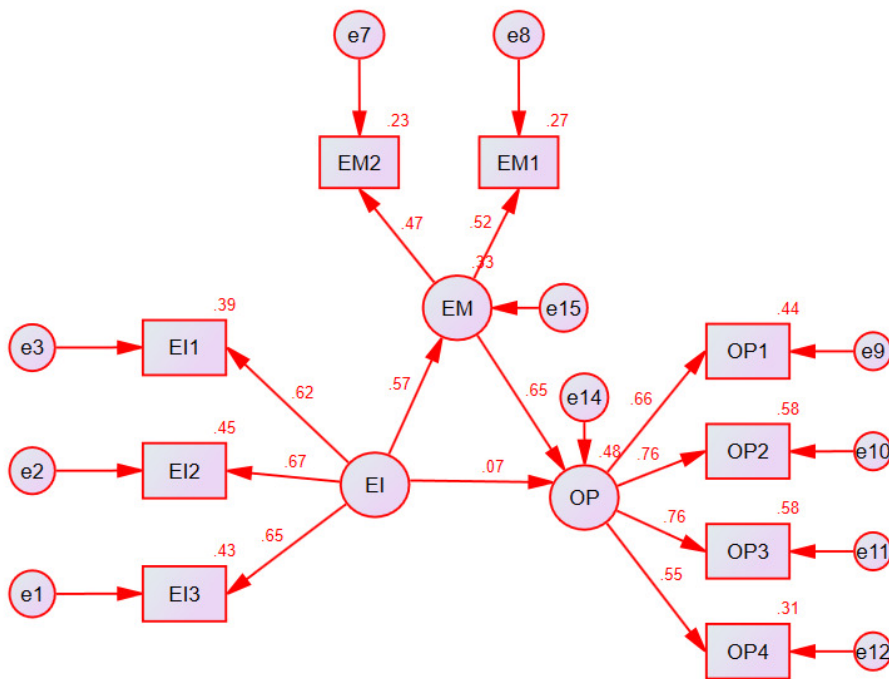 e7
e8
.23
.27
EM2
EM1
.47
.52
.33
EM
e15
.39
e3
EI1
.44
OP1
e9
.62
.57
.65
e14
.66
.45
e2
EI2
.67
EI
.07
.48
OP
.76
.58
OP2
e10
.43
e1
EI3
.65
.76
.58
OP3
e11
.55
.31
OP4
e12